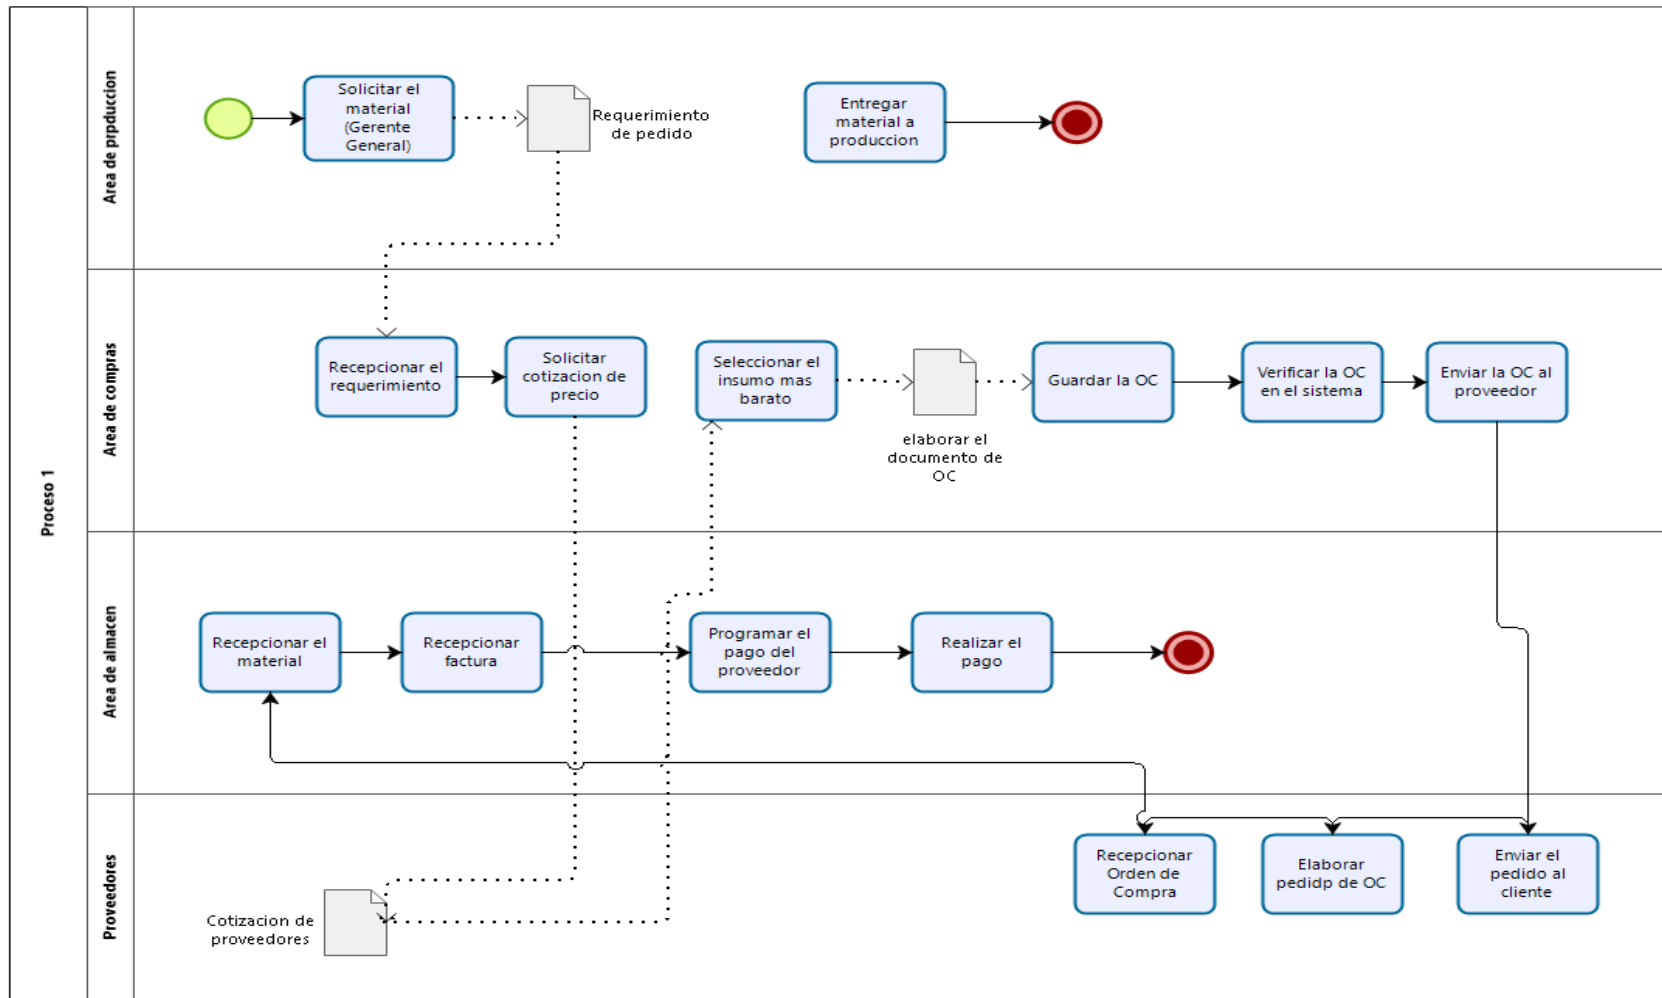 Proceso 1
Area de prpduccion
Solicitar el
material
(Gerente
General)
Requerimiento
de pedido
Entregar
material a
produccion
Area de compras
Recepcionar el
requerimiento
Solicitar
cotizacion de
precio
Seleccionar el
insumo mas
barato
elaborar el
documento de
OC
Guardar la OC
Verificar la OC
en el sistema
Enviar la OC al
proveedor
Area de almacen
Recepcionar el
material
Recepcionar
factura
Programar el
pago del
proveedor
Realizar el
pago
Proveedores
Cotizacion de
proveedores
Recepcionar
Orden de
Compra
Elaborar
pedidp de OC
Enviar el
pedido al
cliente